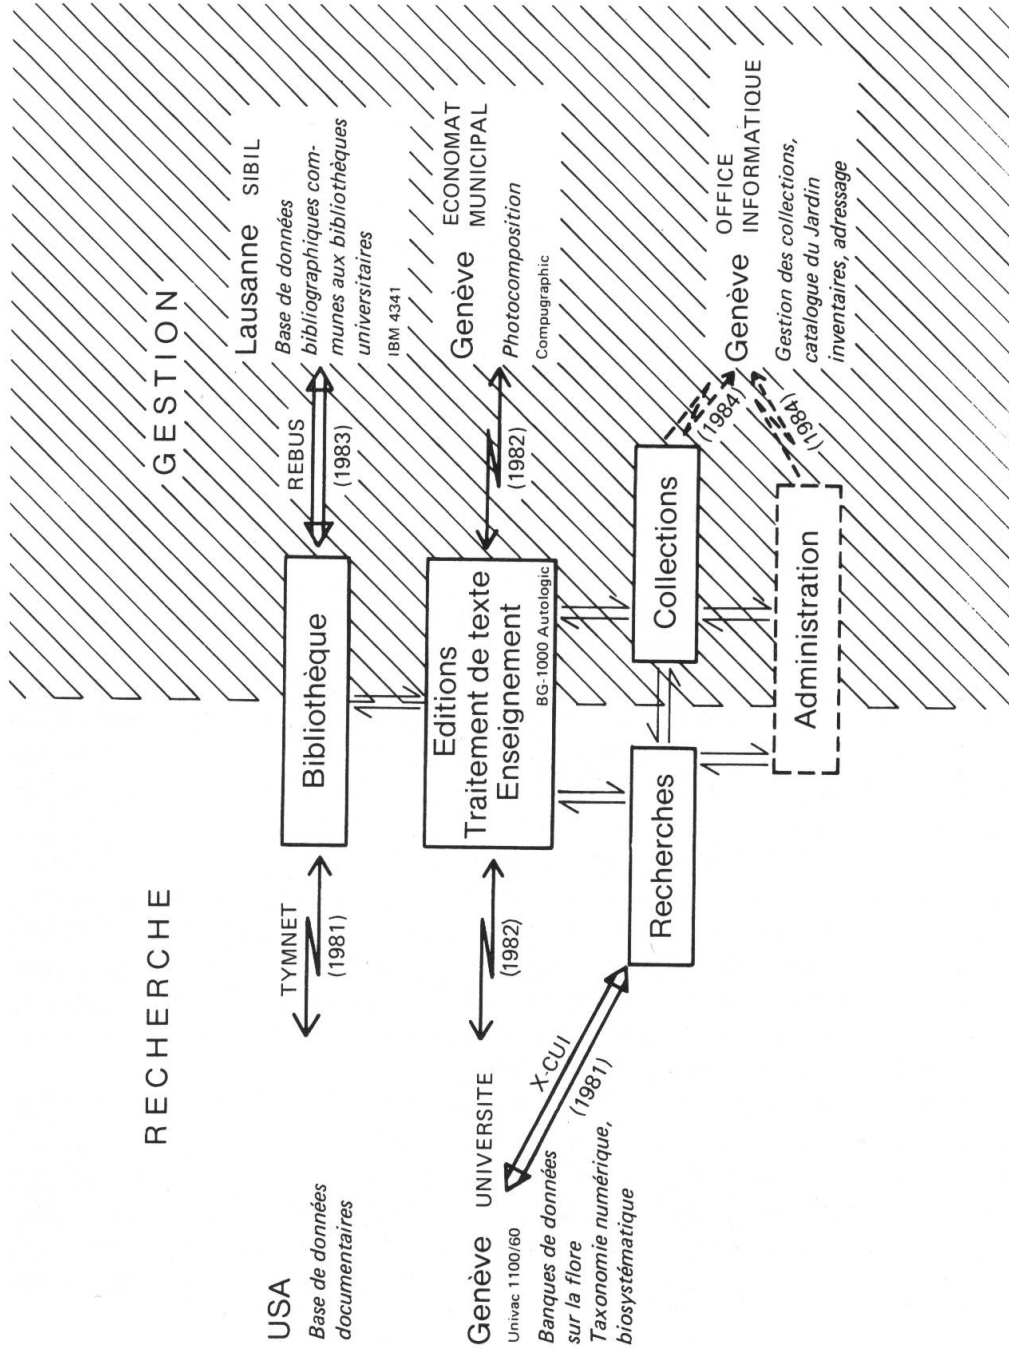 RECHERCHE
GESTION
USA
Base de données
documentaires
TYMNET
(1981)
Bibliothèque
REBUS
(1983)
Lausanne SIBIL
Base de données
bibliographiques com-
munes aux bibliothèques
universitaires
IBM 4341
Genève UNIVERSITE
Univac 1100/60
Banques de données
sur la flore
Taxonomie numérique,
biosystématique
(1982)
X-CUI
(1981)
Editions
Traitement de texte
Enseignement
BG-1000 Autologic
(1982)
Genève ECONOMAT
MUNICIPAL
Photocomposition
Compugraphic
Recherches
Collections
(1984)
Administration
(1984)
Genève OFFICE
INFORMATIQUE
Gestion des collections,
catalogue du Jardin
inventaires, adressage